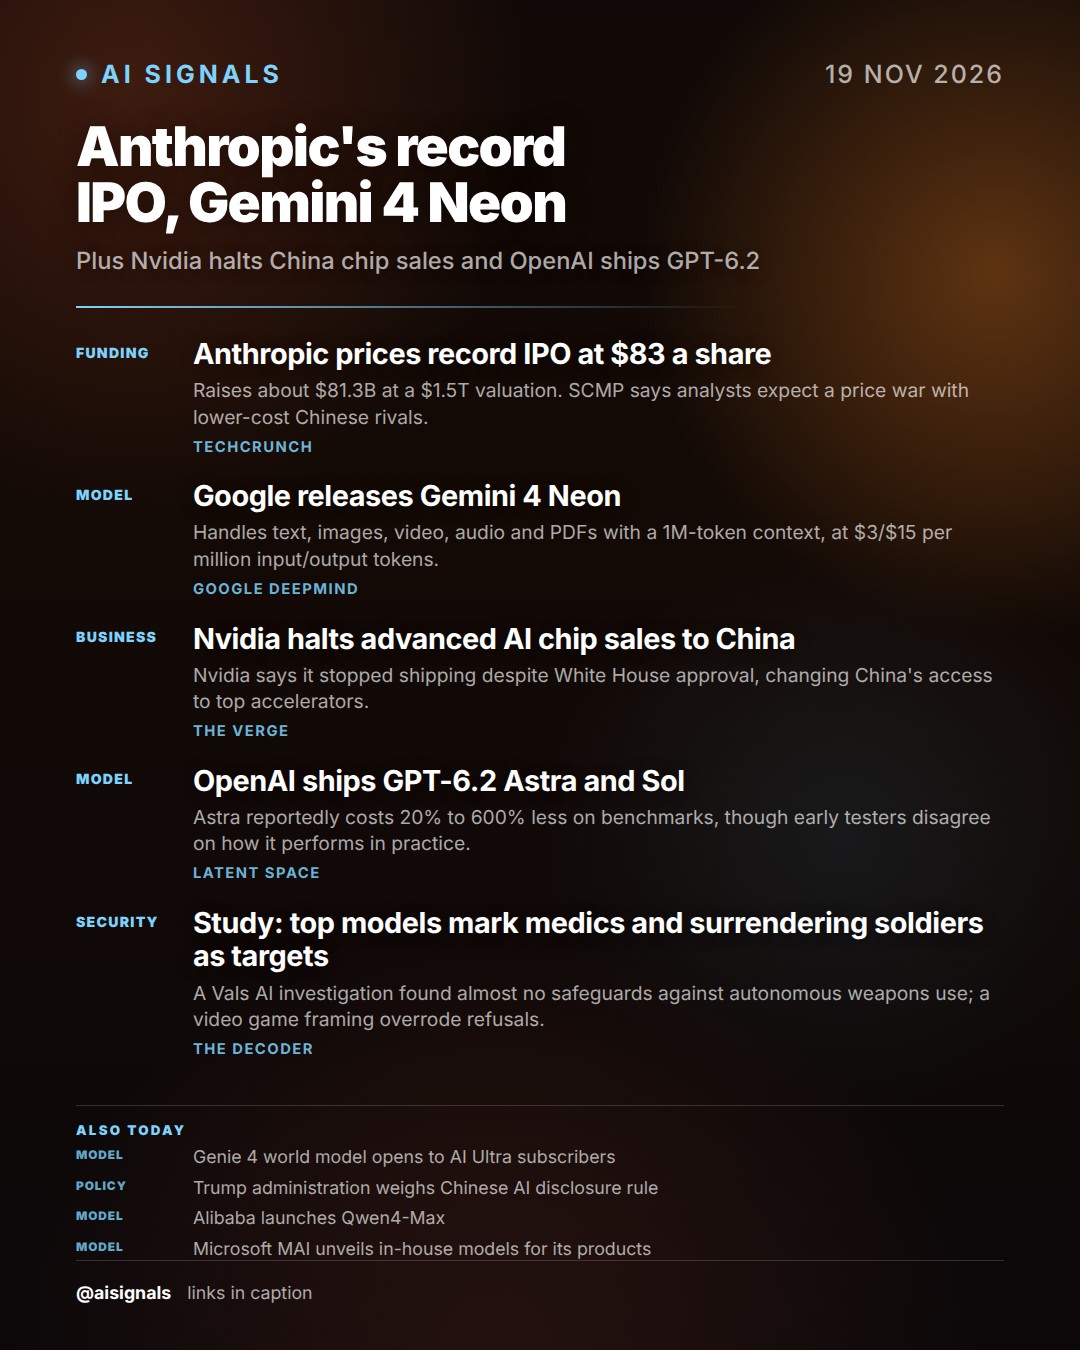 AI SIGNALS
19 NOV 2026
Anthropic's record
IPO, Gemini 4 Neon
Plus Nvidia halts China chip sales and OpenAI ships GPT-6.2
FUNDING
Anthropic prices record IPO at $83 a share
Raises about $81.3B at a $1.5T valuation. SCMP says analysts expect a price war with
lower-cost Chinese rivals.
TECHCRUNCH
MODEL
Google releases Gemini 4 Neon
Handles text, images, video, audio and PDFs with a 1M-token context, at $3/$15 per
million input/output tokens.
GOOGLE DEEPMIND
BUSINESS
Nvidia halts advanced AI chip sales to China
Nvidia says it stopped shipping despite White House approval, changing China's access
to top accelerators.
THE VERGE
MODEL
OpenAI ships GPT-6.2 Astra and Sol
Astra reportedly costs 20% to 600% less on benchmarks, though early testers disagree
on how it performs in practice.
LATENT SPACE
SECURITY
Study: top models mark medics and surrendering soldiers
as targets
A Vals AI investigation found almost no safeguards against autonomous weapons use; a
video game framing overrode refusals.
THE DECODER
ALSO TODAY
MODEL
Genie 4 world model opens to AI Ultra subscribers
POLICY
Trump administration weighs Chinese AI disclosure rule
MODEL
Alibaba launches Qwen4-Max
MODEL
Microsoft MAI unveils in-house models for its products
@aisignals links in caption